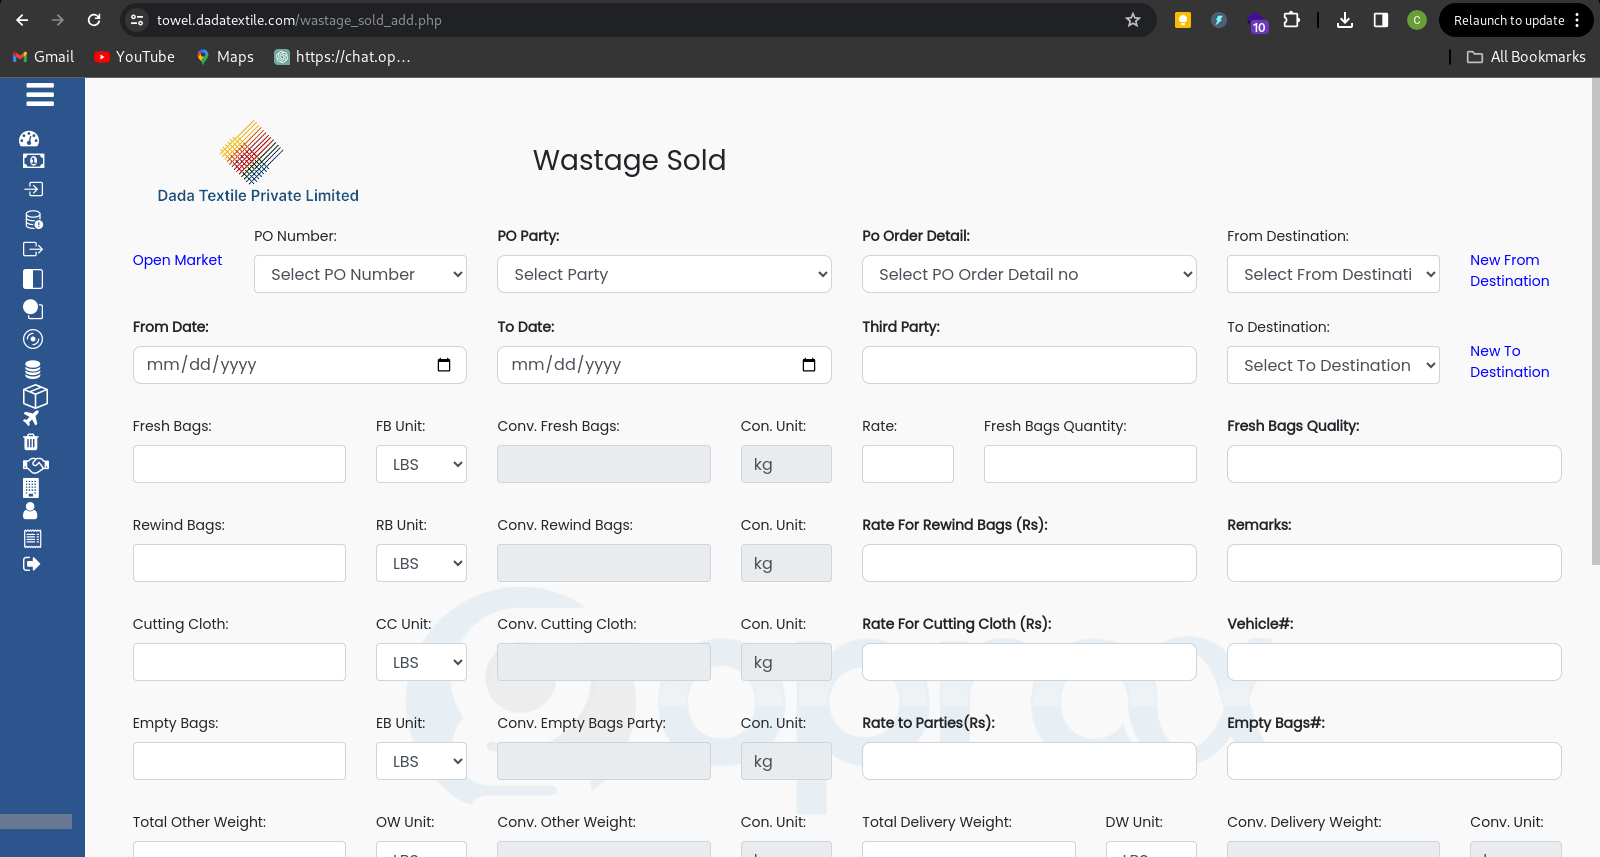 towel.dadatextile.com/wastage_sold_add.php
10
C
Relaunch to update
Gmail
YouTube
Maps
https://chat.op...
All Bookmarks
Dada Textile Private Limited
Wastage Sold
Open Market
PO Number:
Select PO Number
PO Party:
Select Party
Po Order Detail:
Select PO Order Detail no
From Destination:
Select From Destinati
New From
Destination
From Date:
mm/dd/yyyy
To Date:
mm/dd/yyyy
Third Party:
To Destination:
Select To Destination
New To
Destination
Fresh Bags:
FB Unit:
LBS
Conv. Fresh Bags:
Con. Unit:
kg
Rate:
Fresh Bags Quantity:
Fresh Bags Quality:
Rewind Bags:
RB Unit:
LBS
Conv. Rewind Bags:
Con. Unit:
kg
Rate For Rewind Bags (Rs):
Remarks:
Cutting Cloth:
CC Unit:
LBS
Conv. Cutting Cloth:
Con. Unit:
kg
Rate For Cutting Cloth (Rs):
Vehicle#:
Empty Bags:
EB Unit:
LBS
Conv. Empty Bags Party:
Con. Unit:
kg
Rate to Parties(Rs):
Empty Bags#:
Total Other Weight:
OW Unit:
Conv. Other Weight:
Con. Unit:
Total Delivery Weight:
DW Unit:
Conv. Delivery Weight:
Conv. Unit: